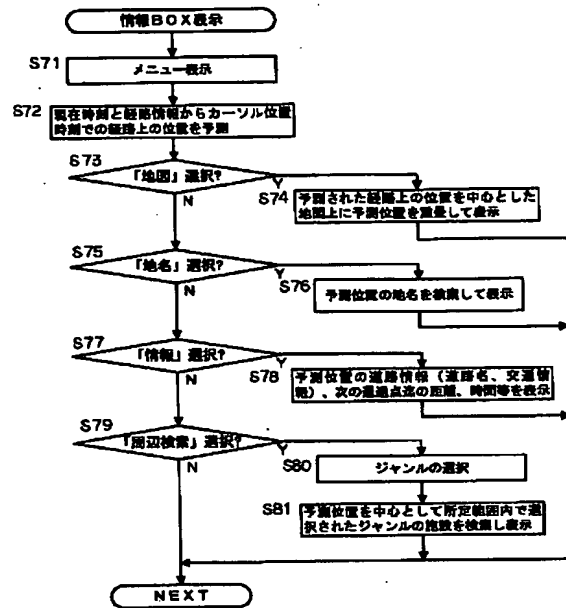 情報BOX表示
S71
メニュー表示
S72
現在時刻と経路情報からカーソル位置
時刻での経路上の位置を予測
S73
「地図」選択?
Y
N
S74
予測された経路上の位置を中心とした
地図上に予測位置を重畳して表示
S75
「地名」選択?
Y
N
S76
予測位置の地名を検索して表示
S77
「情報」選択?
Y
N
S78
予測位置の道路情報(道路名、交通情
報)、次の通過点迄の距離、時間等を表示
S79
「周辺検索」選択?
Y
N
S80
ジャンルの選択
S81
予測位置を中心として所定範囲内で選
択されたジャンルの施設を検索し表示
NEXT